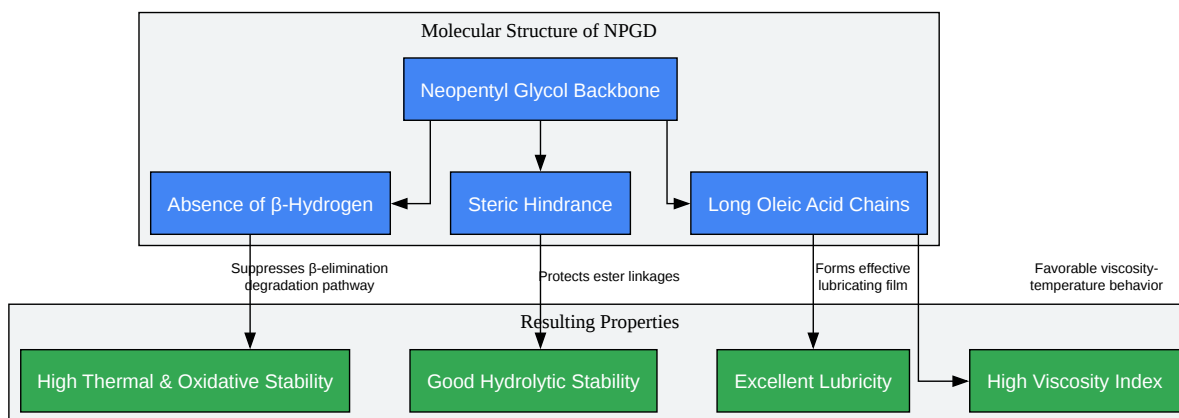 Molecular Structure of NPGD
Neopentyl Glycol Backbone
Absence of β-Hydrogen
Steric Hindrance
Long Oleic Acid Chains
Suppresses β-elimination
degradation pathway
Protects ester linkages
Forms effective
lubricating film
Favorable viscosity-
temperature behavior
Resulting Properties
High Thermal & Oxidative Stability
Good Hydrolytic Stability
Excellent Lubricity
High Viscosity Index